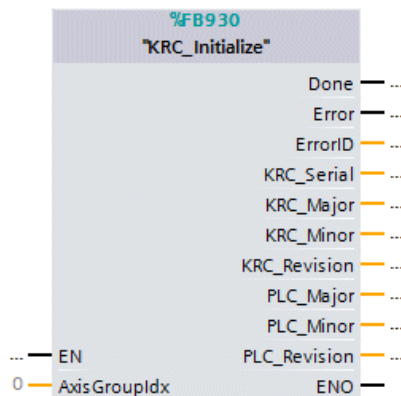 %FB930
"KRC_Initialize"
Done ...
Error ...
ErrorID ...
KRC_Serial ...
KRC_Major ...
KRC_Minor ...
KRC_Revision ...
PLC_Major ...
PLC_Minor ...
... EN PLC_Revision ...
0 AxisGroupIdx ENO